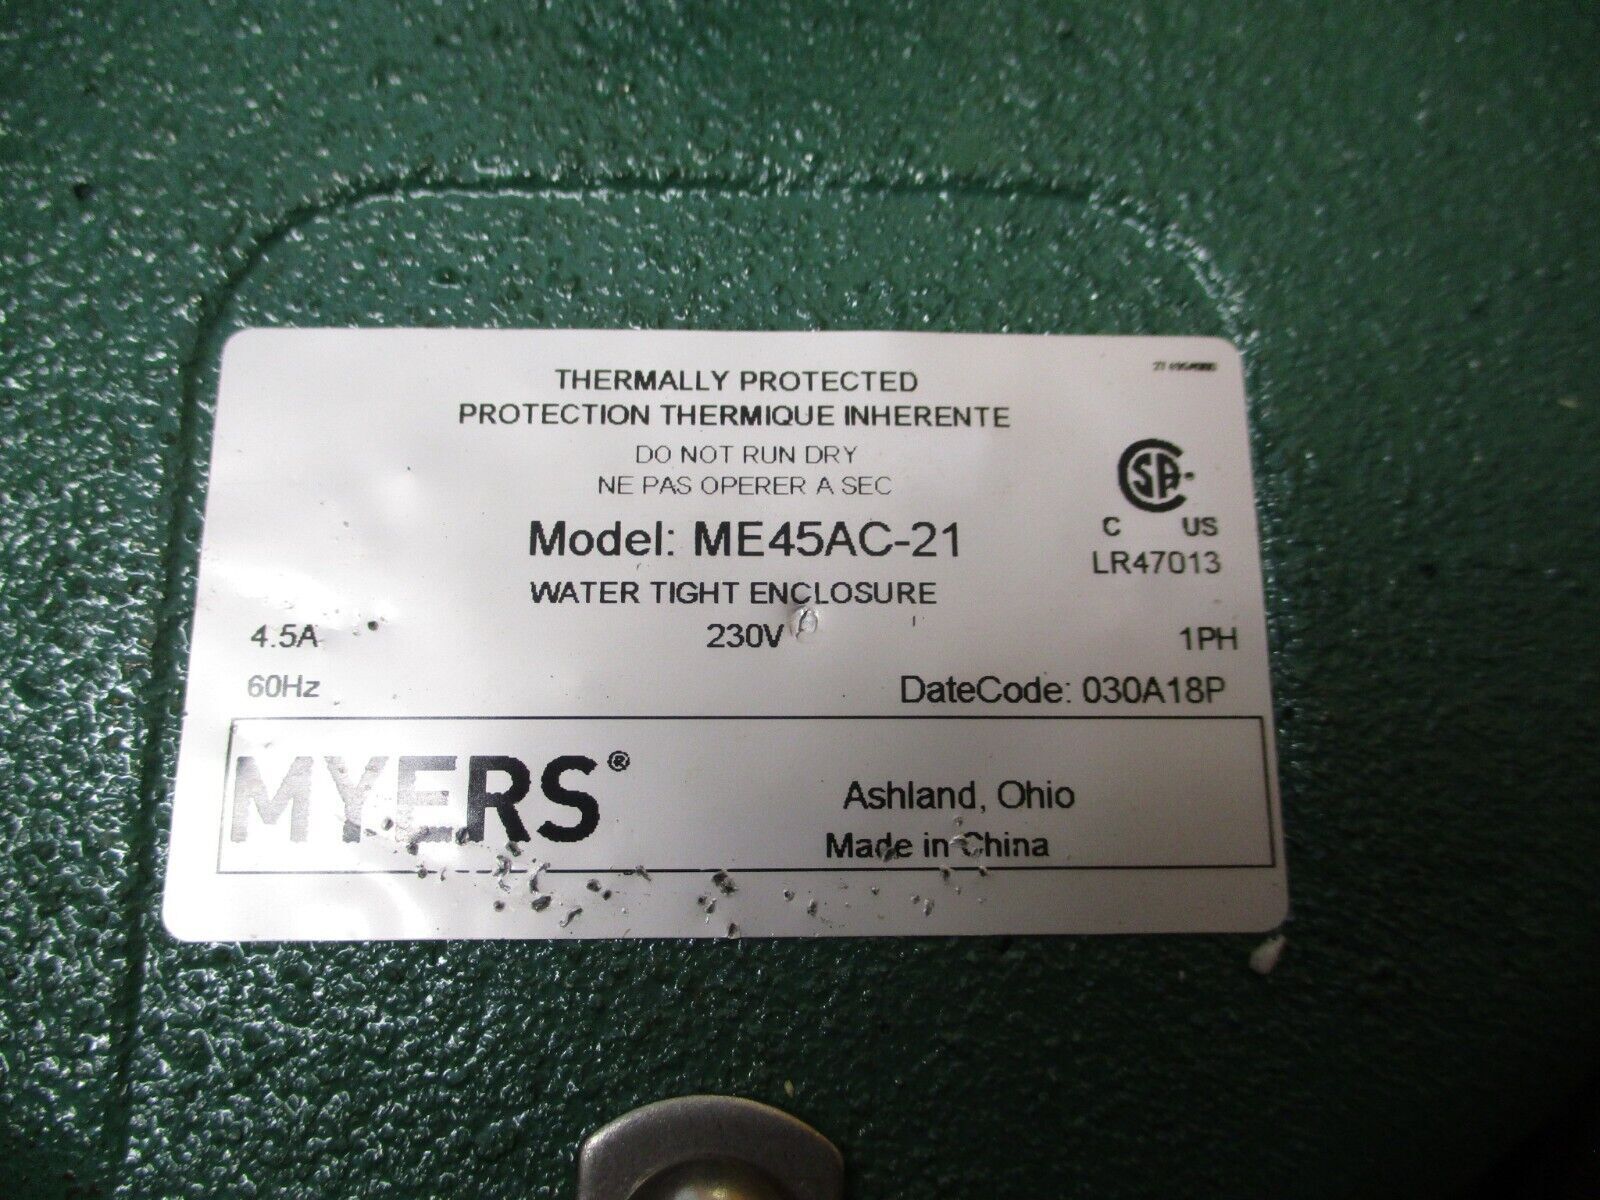 THERMALLY PROTECTED
PROTECTION THERMIQUE INHERENTE
DO NOT RUN DRY
NE PAS OPERER A SEC
Model: ME45AC-21
WATER TIGHT ENCLOSURE
SA
C US
LR47013
4.5A 230V 1PH
60Hz DateCode: 030A18P
MYERS®
Ashland, Ohio
Made in China